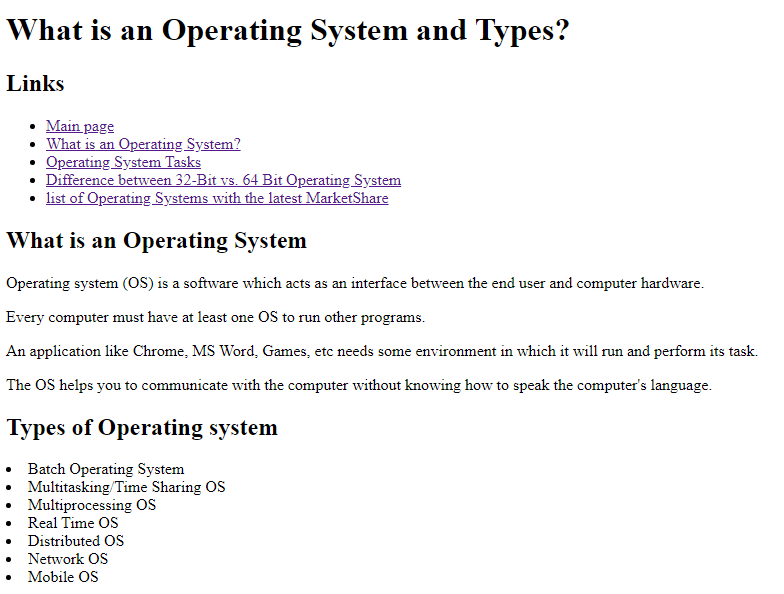 What is an Operating System and Types?
Links
Main page
What is an Operating System?
Operating System Tasks
Difference between 32-Bit vs. 64 Bit Operating System
list of Operating Systems with the latest MarketShare
What is an Operating System
Operating system (OS) is a software which acts as an interface between the end user and computer hardware.
Every computer must have at least one OS to run other programs.
An application like Chrome, MS Word, Games, etc needs some environment in which it will run and perform its task.
The OS helps you to communicate with the computer without knowing how to speak the computer's language.
Types of Operating system
Batch Operating System
Multitasking/Time Sharing OS
Multiprocessing OS
Real Time OS
Distributed OS
Network OS
Mobile OS